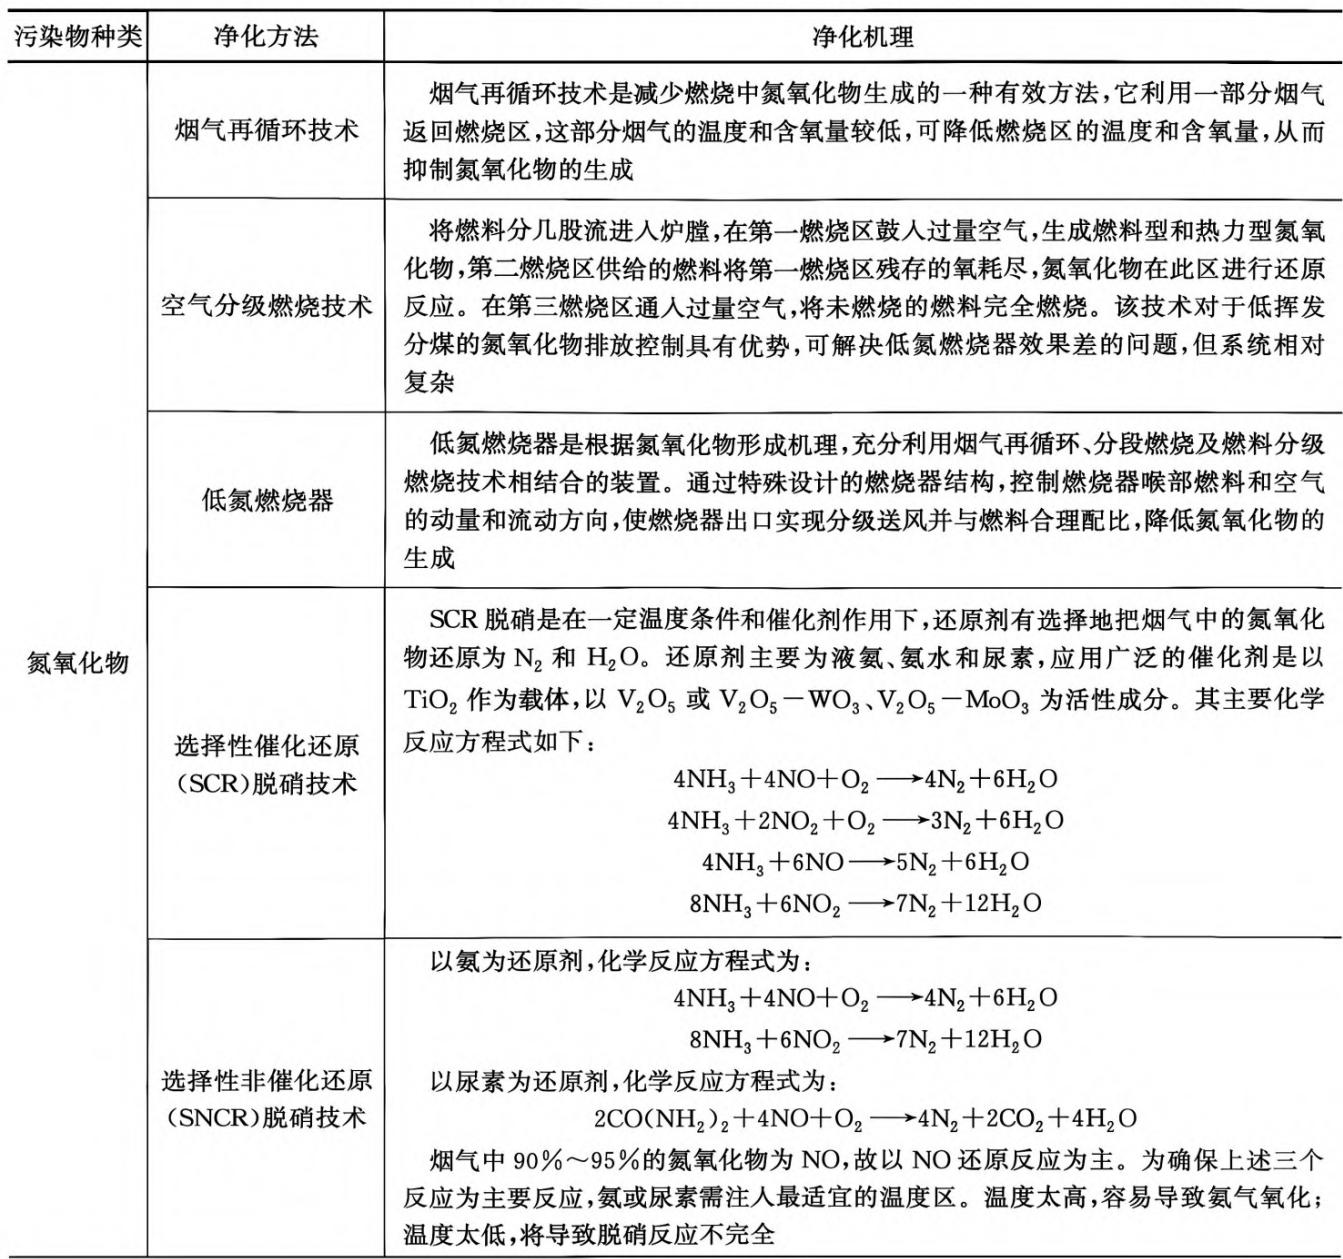 污染物种类 净化方法 净化机理
氮氧化物
烟气再循环技术
烟气再循环技术是减少燃烧中氮氧化物生成的一种有效方法,它利用一部分烟气
返回燃烧区,这部分烟气的温度和含氧量较低,可降低燃烧区的温度和含氧量,从而
抑制氮氧化物的生成
空气分级燃烧技术
将燃料分几股流进入炉膛,在第一燃烧区鼓人过量空气,生成燃料型和热力型氮氧
化物,第二燃烧区供给的燃料将第一燃烧区残存的氧耗尽,氮氧化物在此区进行还原
反应。在第三燃烧区通人过量空气,将未燃烧的燃料完全燃烧。该技术对于低挥发
分煤的氮氧化物排放控制具有优势,可解决低氮燃烧器效果差的问题,但系统相对
复杂
低氮燃烧器
低氮燃烧器是根据氮氧化物形成机理,充分利用烟气再循环、分段燃烧及燃料分级
燃烧技术相结合的装置。通过特殊设计的燃烧器结构,控制燃烧器喉部燃料和空气
的动量和流动方向,使燃烧器出口实现分级送风并与燃料合理配比,降低氮氧化物的
生成
选择性催化还原
(SCR)脱硝技术
SCR 脱硝是在一定温度条件和催化剂作用下,还原剂有选择地把烟气中的氮氧化
物还原为 N₂ 和 H₂O。还原剂主要为液氨、氨水和尿素,应用广泛的催化剂是以
TiO₂ 作为载体,以 V₂O₅ 或 V₂O₅－WO₃、V₂O₅－MoO₃ 为活性成分。其主要化学
反应方程式如下:
4NH₃+4NO+O₂ ⟶4N₂+6H₂O
4NH₃+2NO₂+O₂ ⟶3N₂+6H₂O
4NH₃+6NO⟶5N₂+6H₂O
8NH₃+6NO₂ ⟶7N₂+12H₂O
选择性非催化还原
(SNCR)脱硝技术
以氨为还原剂,化学反应方程式为:
4NH₃+4NO+O₂ ⟶4N₂+6H₂O
8NH₃+6NO₂ ⟶7N₂+12H₂O
以尿素为还原剂,化学反应方程式为:
2CO(NH₂)₂+4NO+O₂ ⟶4N₂+2CO₂+4H₂O
烟气中 90%～95%的氮氧化物为 NO,故以 NO 还原反应为主。为确保上述三个
反应为主要反应,氨或尿素需注人最适宜的温度区。温度太高,容易导致氨气氧化;
温度太低,将导致脱硝反应不完全